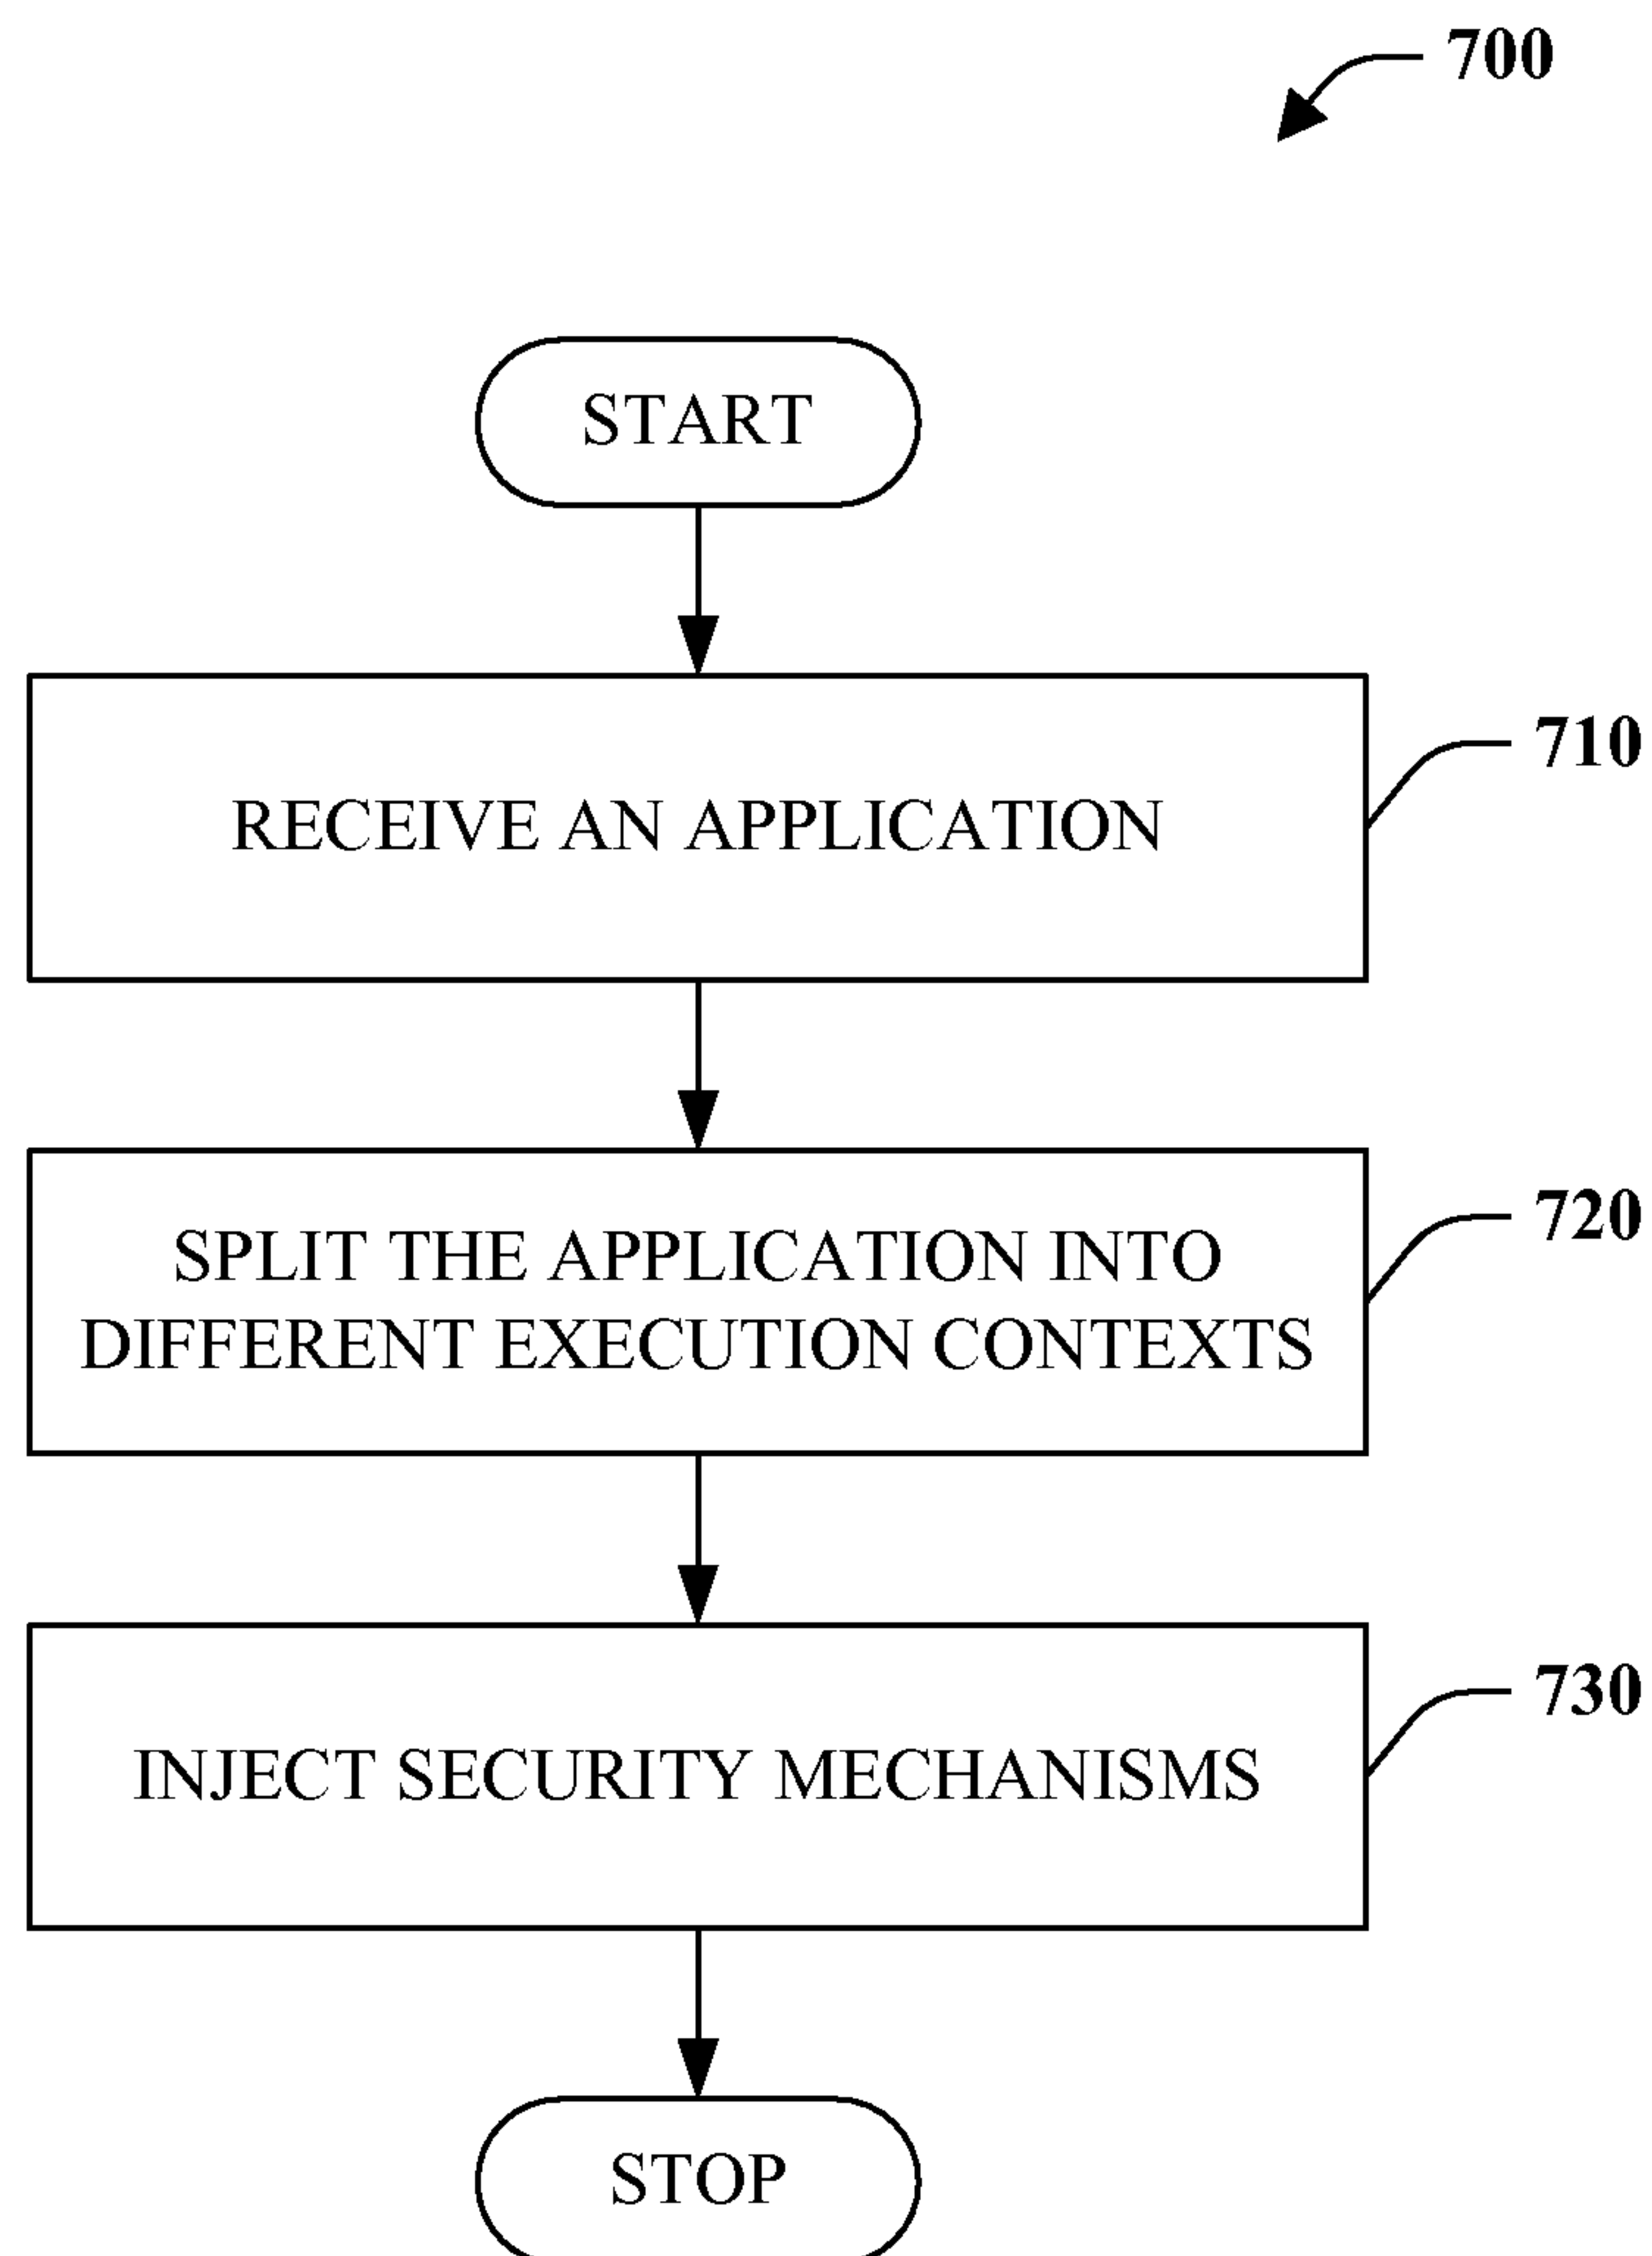 700
START
RECEIVE AN APPLICATION
710
SPLIT THE APPLICATION INTO
DIFFERENT EXECUTION CONTEXTS
720
INJECT SECURITY MECHANISMS
730
STOP